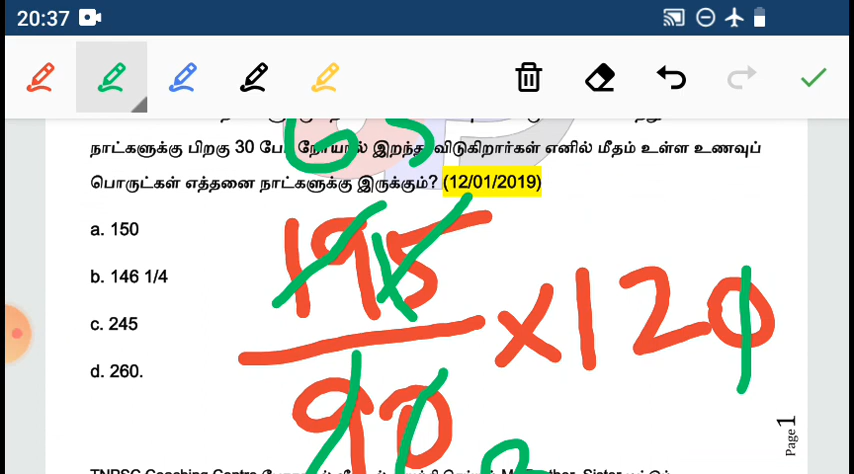 20:37
65
நாட்களுக்கு பிறகு 30 பேர் நோயால் இறந்து விடுகிறார்கள் எனில் மீதம் உள்ள உணவுப்
பொருட்கள் எத்தனை நாட்களுக்கு இருக்கும்? (12/01/2019)
a. 150
b. 146 1/4
c. 245
d. 260.
195
× 120
90
Page 1
TNPSC Coaching Centre